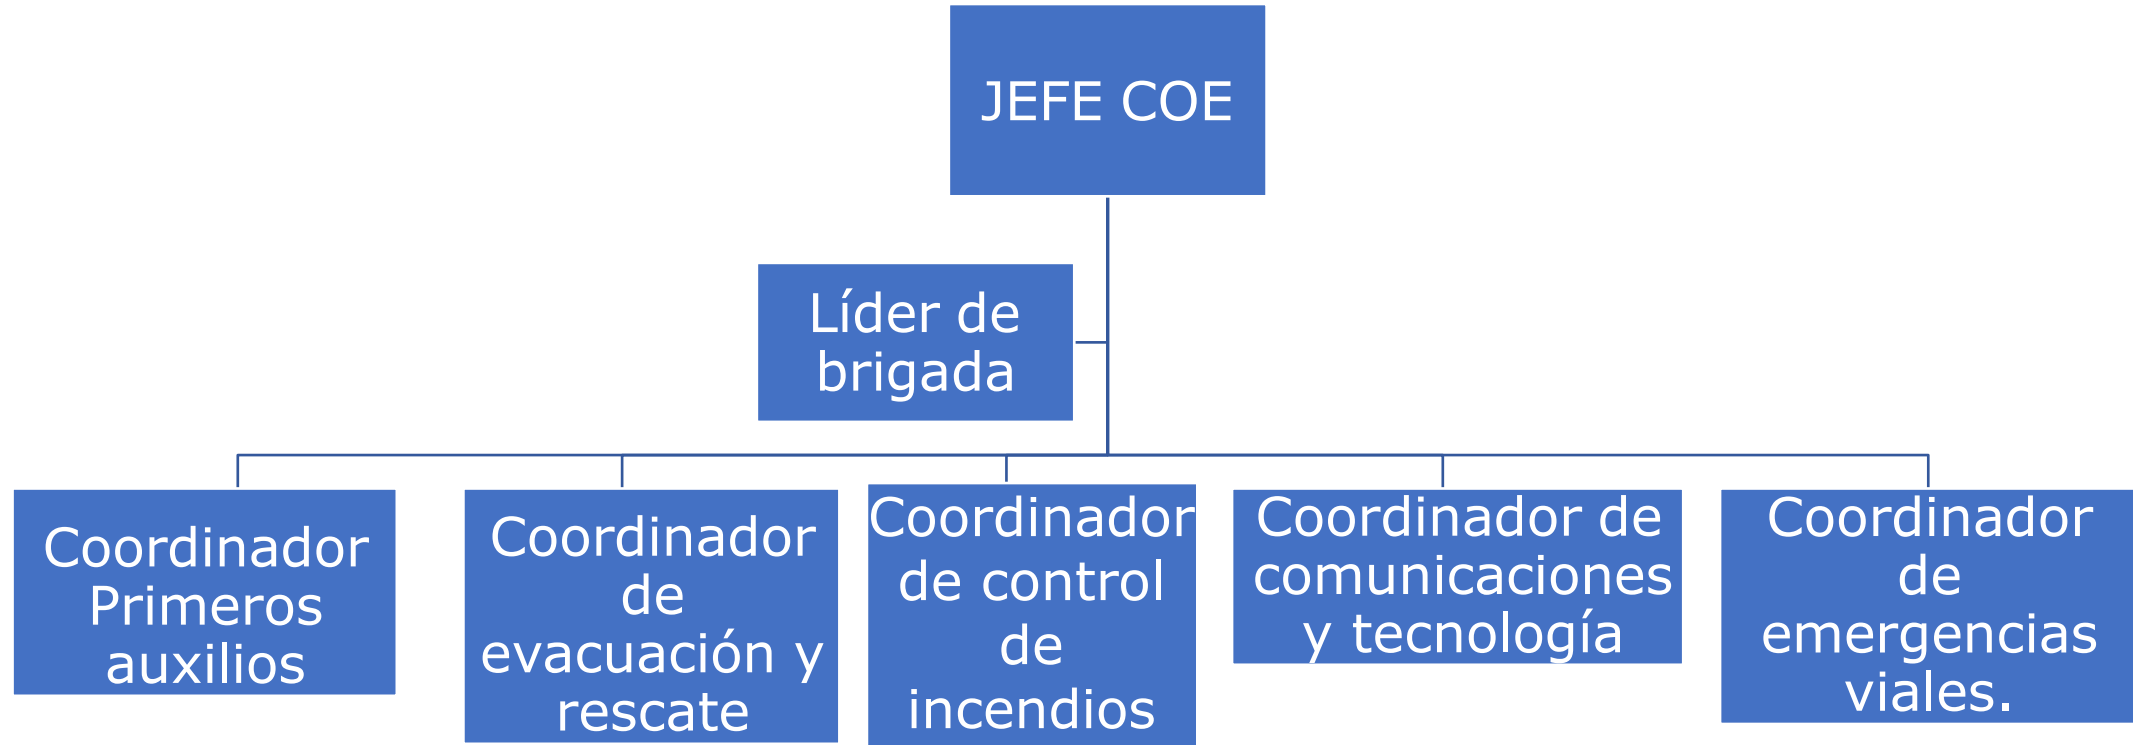 JEFE COE
Líder de
brigada
Coordinador
Primeros
auxilios
Coordinador
de
evacuación y
rescate
Coordinador
de control
de
incendios
Coordinador de
comunicaciones
y tecnología
Coordinador
de
emergencias
viales.